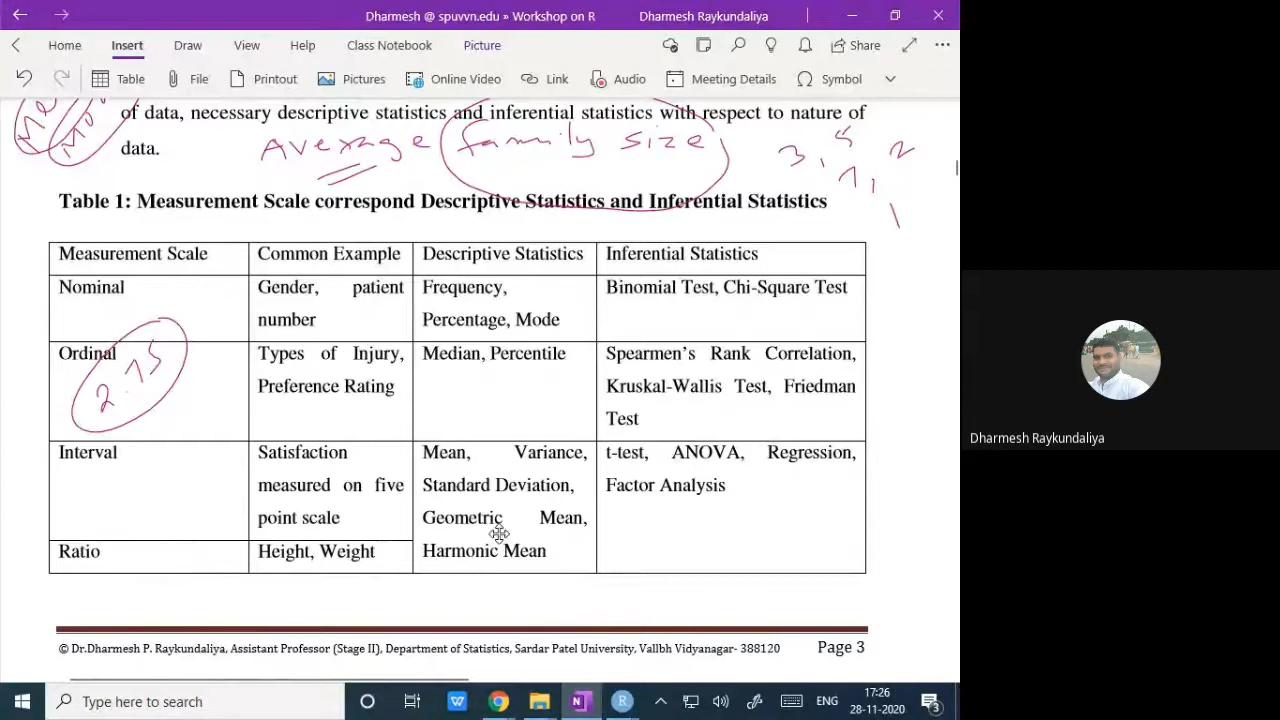 Dharmesh @ spuvvn.edu » Workshop on R
Dharmesh Raykundaliya
Home Insert Draw View Help Class Notebook Picture Share
Table File Printout Pictures Online Video Link Audio Meeting Details Symbol
of data, necessary descriptive statistics and inferential statistics with respect to nature of
data.
Average family size
Table 1: Measurement Scale correspond Descriptive Statistics and Inferential Statistics
Measurement Scale Common Example Descriptive Statistics Inferential Statistics
Nominal Gender, patient Frequency, Binomial Test, Chi-Square Test
number Percentage, Mode
Ordinal Types of Injury, Median, Percentile Spearmen's Rank Correlation,
Preference Rating Kruskal-Wallis Test, Friedman
2.75
Test
Interval Satisfaction Mean, Variance, t-test, ANOVA, Regression,
measured on five Standard Deviation, Factor Analysis
point scale Geometric Mean,
Ratio Height, Weight Harmonic Mean
Dharmesh Raykundaliya
© Dr.Dharmesh P. Raykundaliya, Assistant Professor (Stage II), Department of Statistics, Sardar Patel University, Vallbh Vidyanagar- 388120 Page 3
Type here to search
ENG
17:26
28-11-2020
3